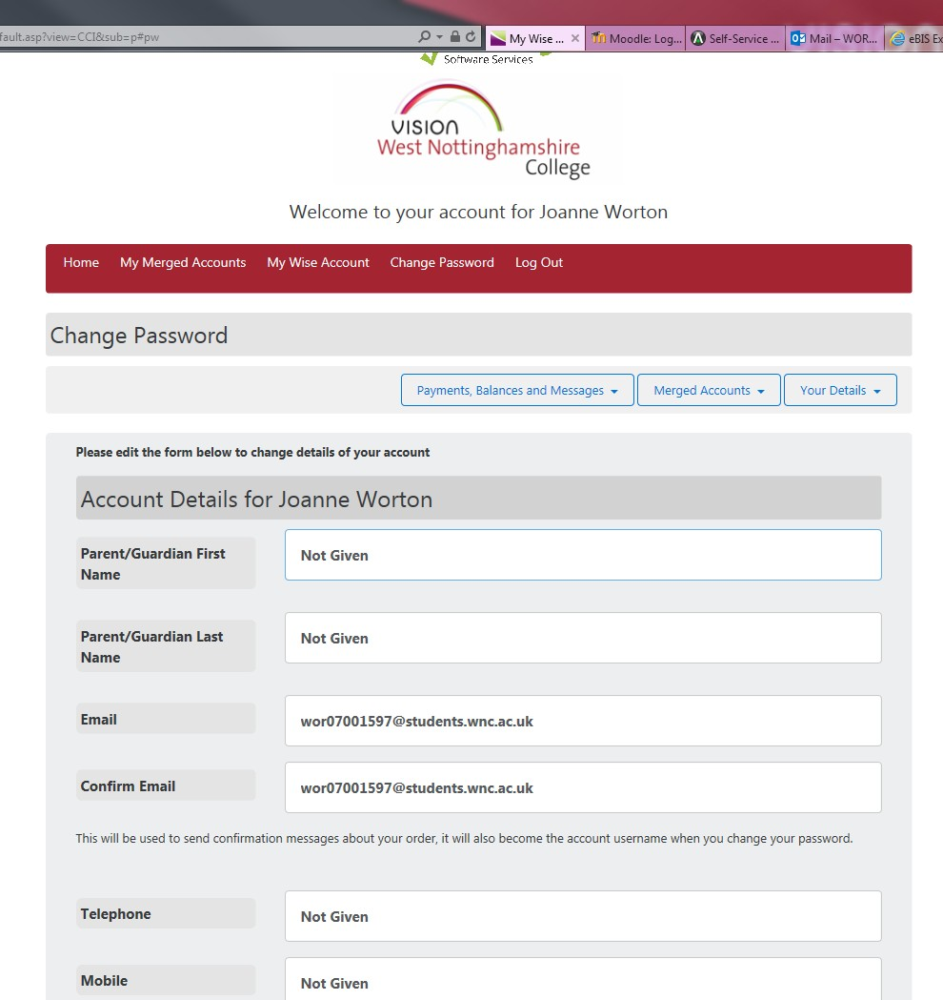 fault.asp?view=CCI&sub=p#pw
My Wise ...
Moodle: Log...
Self-Service ...
Mail – WOR...
eBIS Ex
Software Services
VISION
West Nottinghamshire
College
Welcome to your account for Joanne Worton
Home My Merged Accounts My Wise Account Change Password Log Out
Change Password
Payments, Balances and Messages Merged Accounts Your Details
Please edit the form below to change details of your account
Account Details for Joanne Worton
Parent/Guardian First
Name
Not Given
Parent/Guardian Last
Name
Not Given
Email
wor07001597@students.wnc.ac.uk
Confirm Email
wor07001597@students.wnc.ac.uk
This will be used to send confirmation messages about your order, it will also become the account username when you change your password.
Telephone
Not Given
Mobile
Not Given